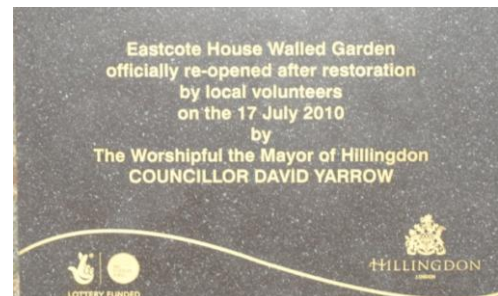 Eastcote House Walled Garden
officially re-opened after restoration
by local volunteers
on the 17 July 2010
by
The Worshipful the Mayor of Hillingdon
COUNCILLOR DAVID YARROW
HILLINGDON
LONDON
LOTTERY FUNDED